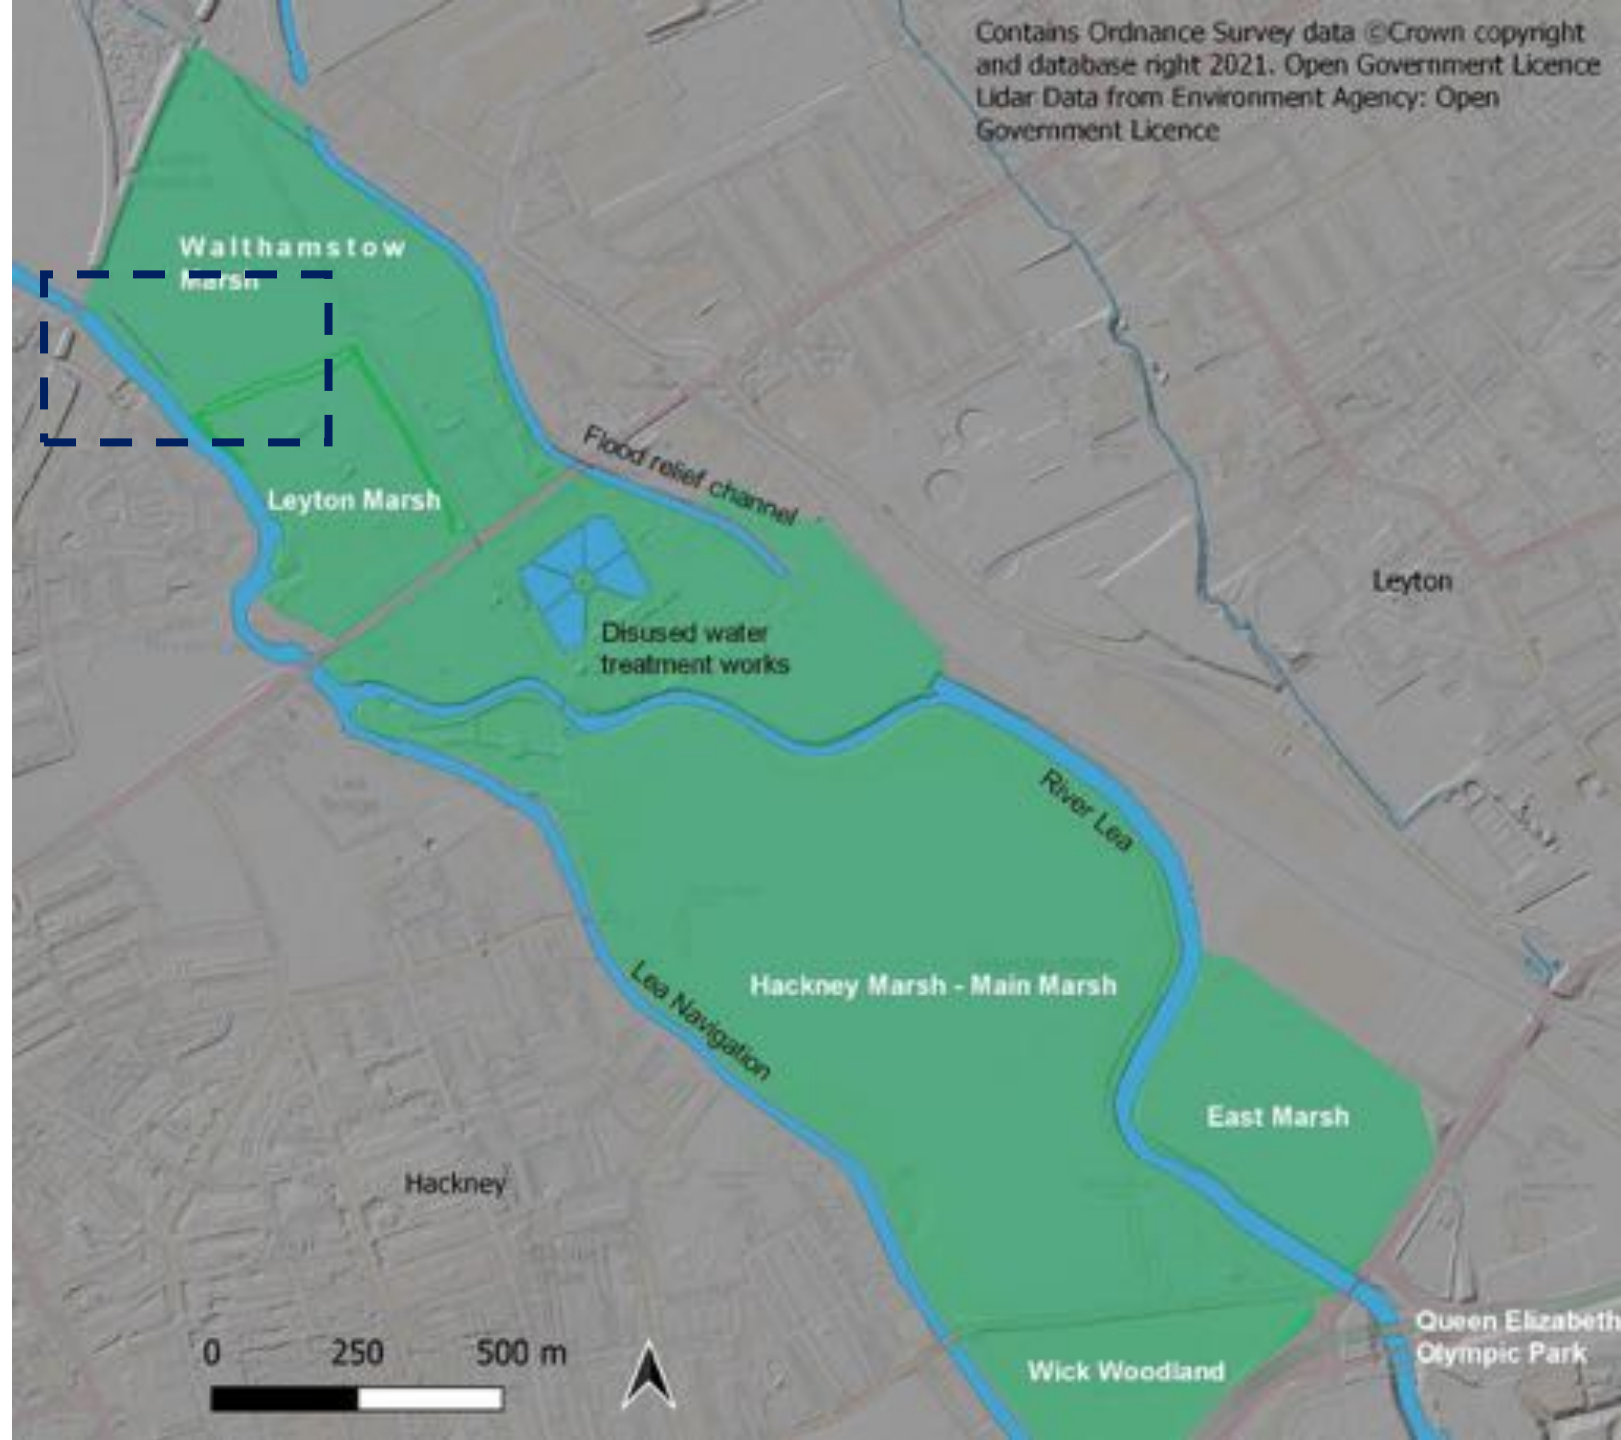 Contains Ordnance Survey data ©Crown copyright
and database right 2021. Open Government Licence
Lidar Data from Environment Agency: Open
Government Licence
Walthamstow
Marsh
Flood relief channel
Leyton Marsh
Leyton
Disused water
treatment works
River Lea
Hackney Marsh - Main Marsh
Lea Navigation
East Marsh
Hackney
Queen Elizabeth
Olympic Park
0 250 500 m
Wick Woodland